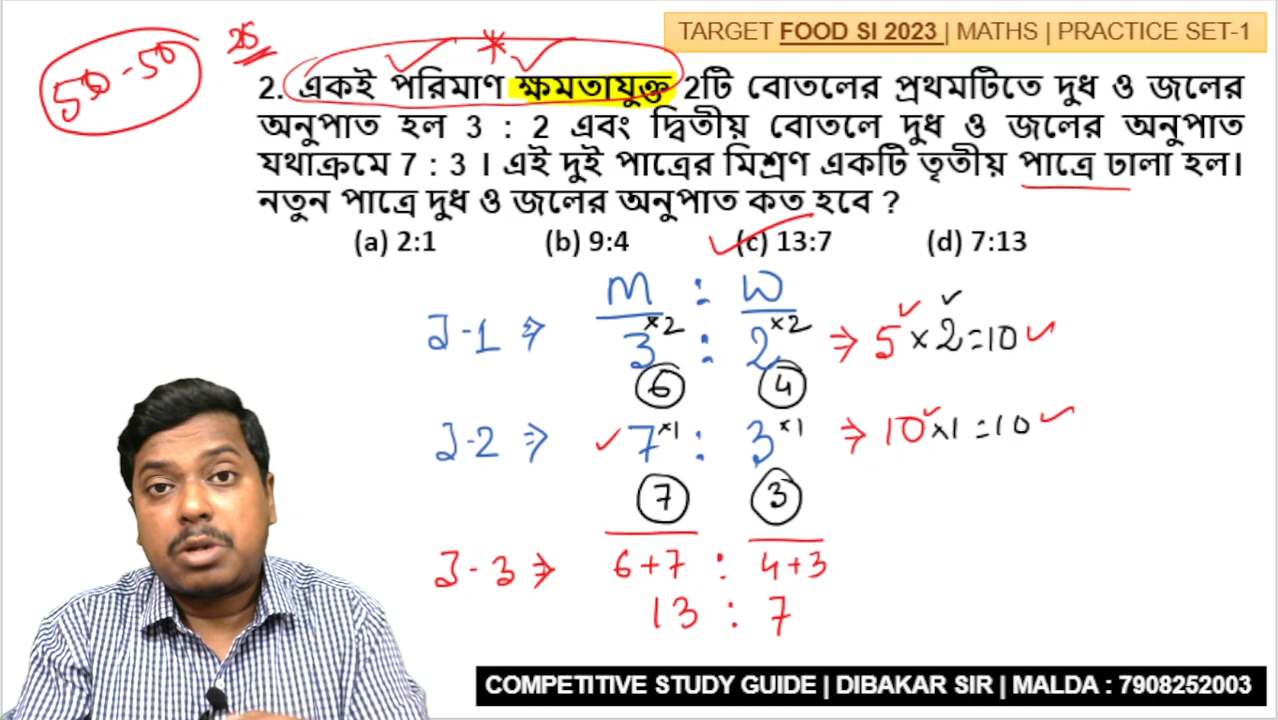 TARGET FOOD SI 2023 | MATHS | PRACTICE SET-1
50 - 50
25
2. একই পরিমাণ ক্ষমতাযুক্ত 2টি বোতলের প্রথমটিতে দুধ ও জলের
অনুপাত হল 3 : 2 এবং দ্বিতীয় বোতলে দুধ ও জলের অনুপাত
যথাক্রমে 7 : 3 । এই দুই পাত্রের মিশ্রণ একটি তৃতীয় পাত্রে ঢালা হল।
নতুন পাত্রে দুধ ও জলের অনুপাত কত হবে ?
(a) 2:1 (b) 9:4 (c) 13:7 (d) 7:13
M : W
J-1 ⇒ 3×2 : 2×2 ⇒ 5 × 2 = 10
6 4
J-2 ⇒ 7×1 : 3×1 ⇒ 10 × 1 = 10
7 3
J-3 ⇒ 6+7 : 4+3
13 : 7
COMPETITIVE STUDY GUIDE | DIBAKAR SIR | MALDA : 7908252003